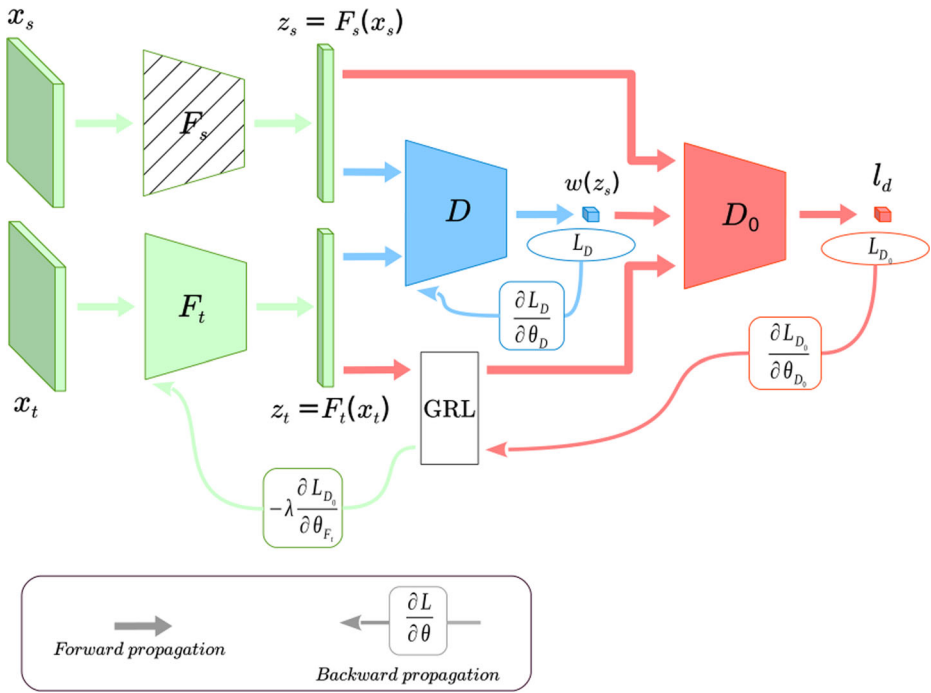 x_s
z_s = F_s(x_s)
F_s
D
w(z_s)
D_0
l_d
L_D
L_{D_0}
F_t
∂L_D
∂θ_D
∂L_{D_0}
∂θ_{D_0}
x_t
z_t = F_t(x_t)
GRL
−λ ∂L_{D_0}
∂θ_{F_t}
∂L
∂θ
Forward propagation
Backward propagation